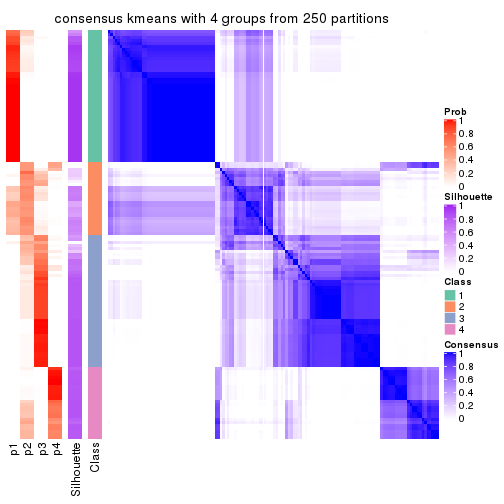 consensus kmeans with 4 groups from 250 partitions
Prob
1
0.8
0.6
0.4
0.2
0
Silhouette
1
0.8
0.6
0.4
0.2
0
Class
1
2
3
4
Consensus
1
0.8
0.6
0.4
0.2
0
p1
p2
p3
p4
Silhouette
Class